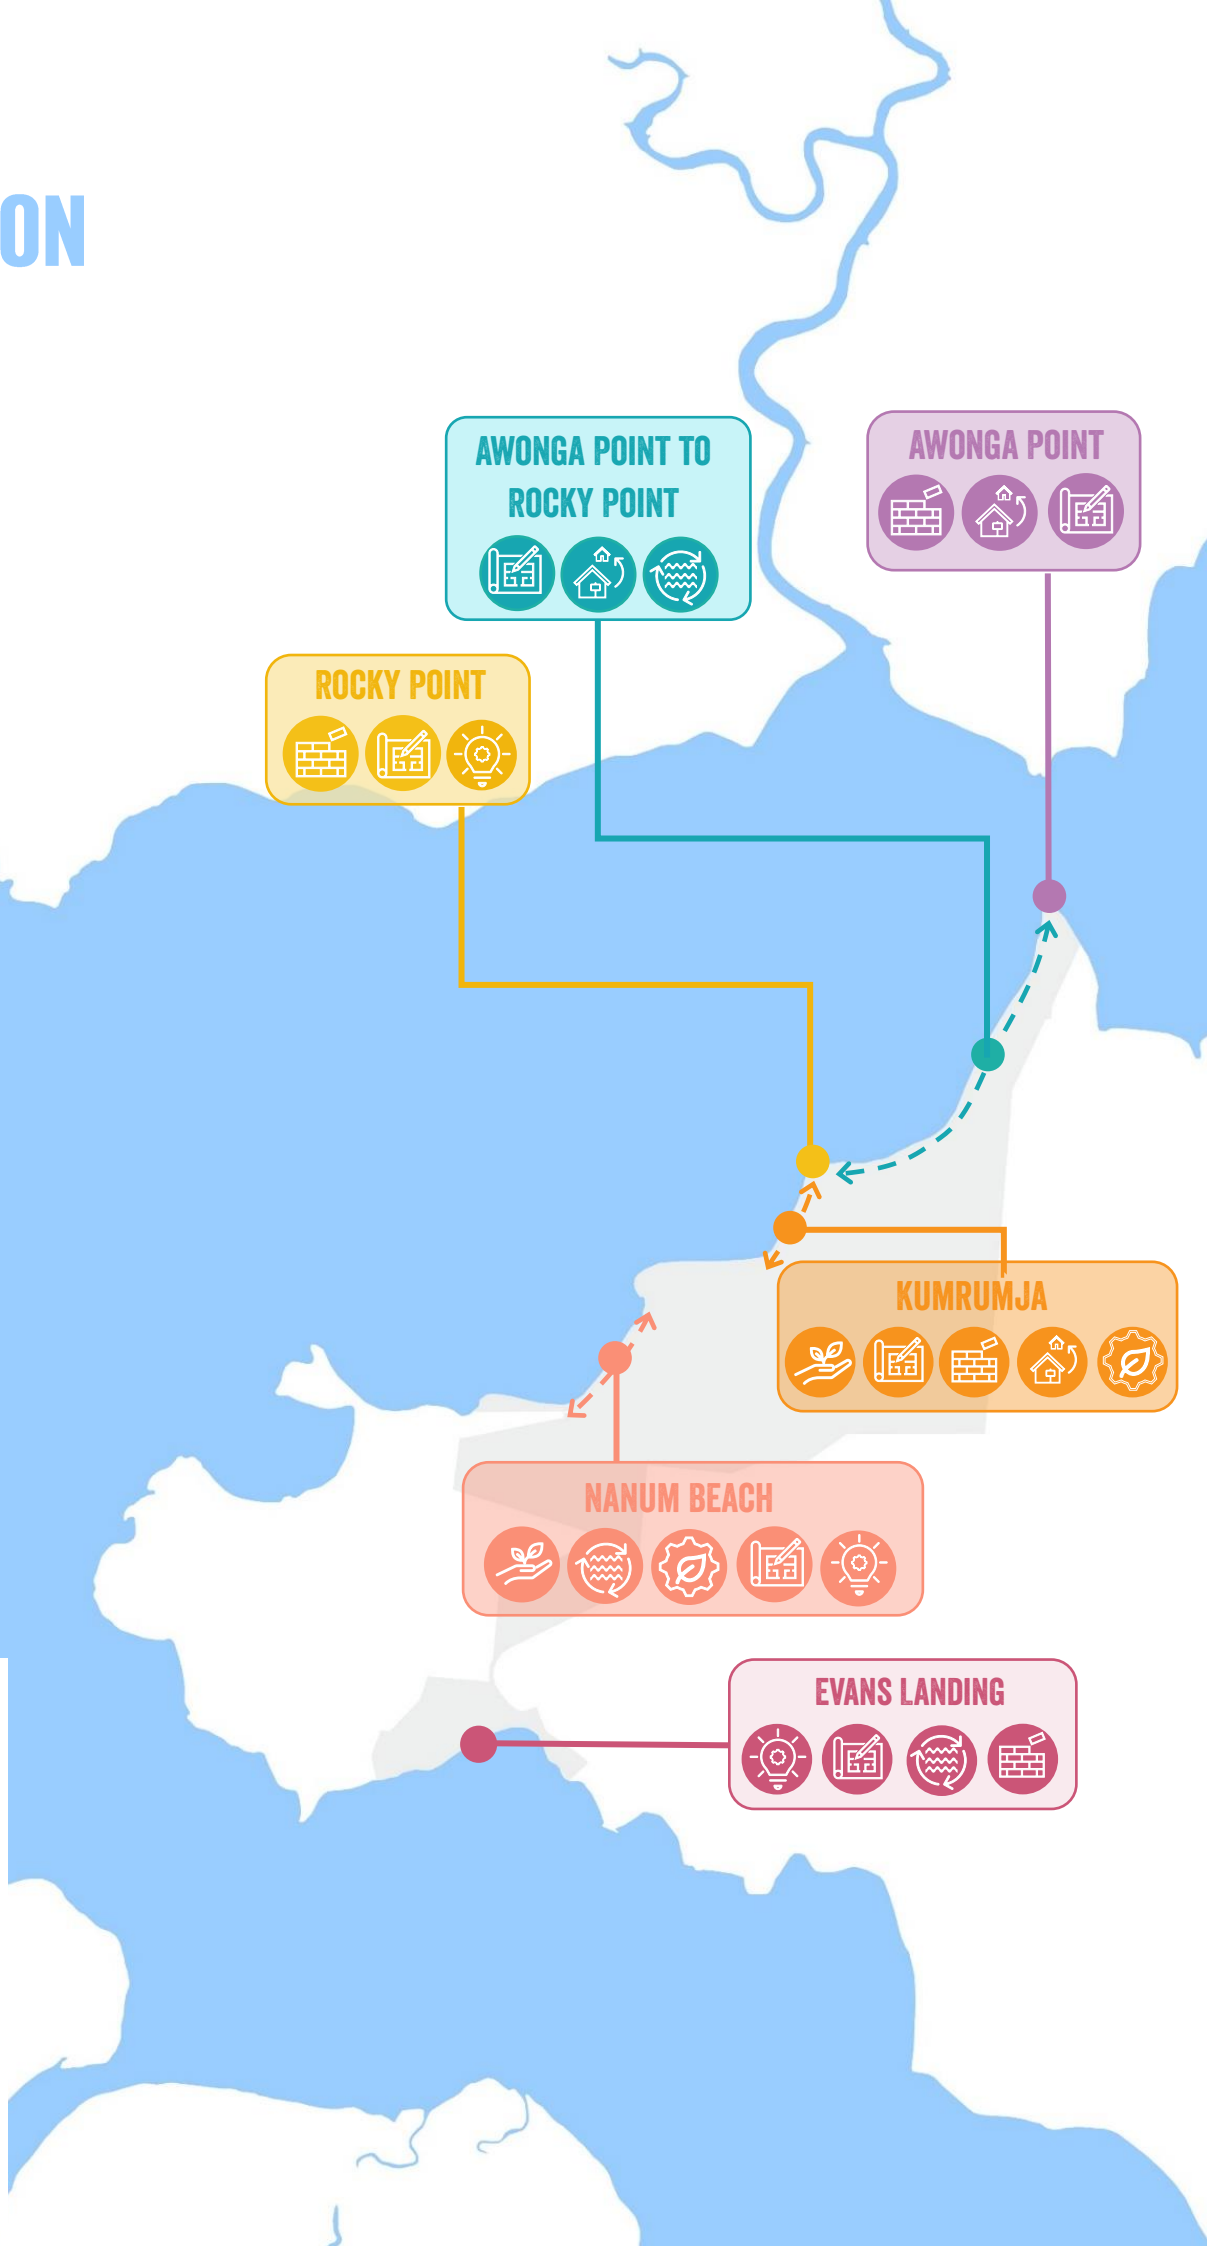 ON
AWONGA POINT TO
ROCKY POINT
AWONGA POINT
ROCKY POINT
KUMRUMJA
NANUM BEACH
EVANS LANDING